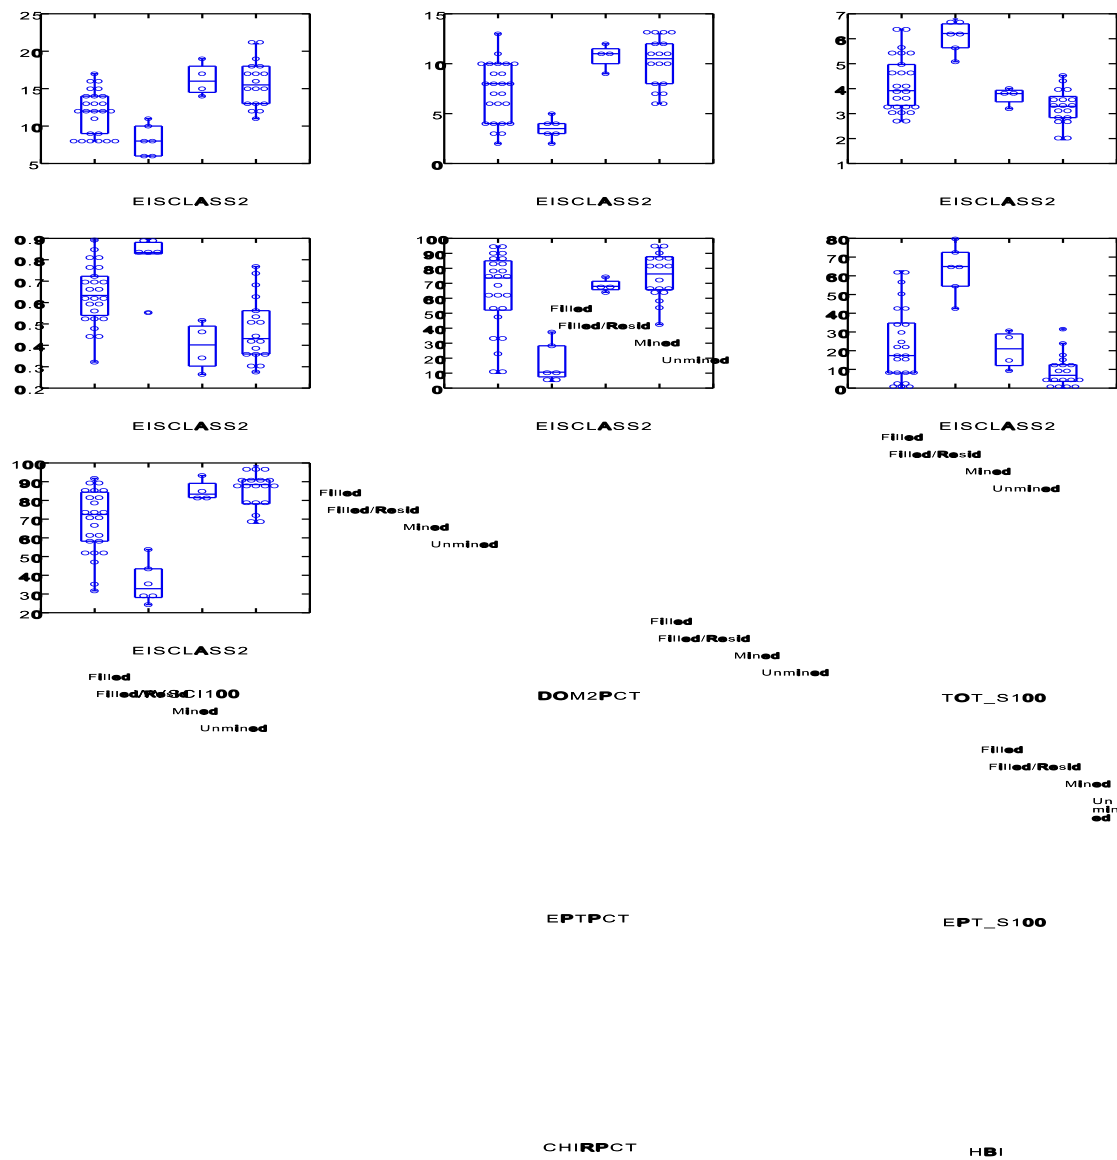 25
20
15
10
5
EISCLASS2
15
10
5
0
EISCLASS2
7
6
5
4
3
2
1
EISCLASS2
0.9
0.8
0.7
0.6
0.5
0.4
0.3
0.2
EISCLASS2
100
90
80
70
60
50
40
30
20
10
0
Filled
Filled/Resid
Mined
Unmined
EISCLASS2
80
70
60
50
40
30
20
10
0
EISCLASS2
Filled
Filled/Resid
Mined
Unmined
100
90
80
70
60
50
40
30
20
EISCLASS2
Filled
Filled/Resid
Mined
Unmined
Filled
Filled/Resid
Mined
Unmined
Filled
Filled/Resid
Mined
Unmined
DOM2PCT
TOT_S100
Filled
Filled/Resid
Mined
Un
min
ed
EPTPCT
EPT_S100
CHIRPCT
HBI